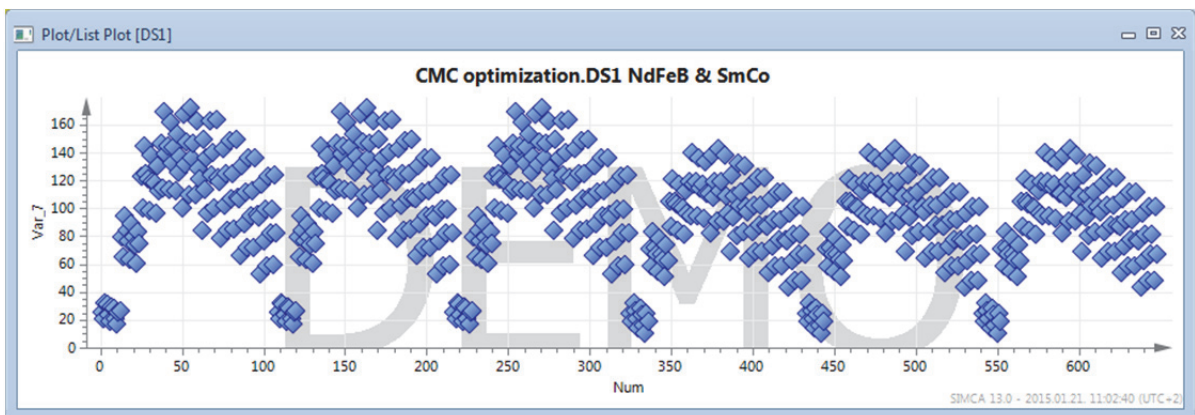 Plot/List Plot [DS1]
CMC optimization.DS1 NdFeB & SmCo
160
140
120
100
80
60
40
20
0
Var_7
DEMO
0 50 100 150 200 250 300 350 400 450 500 550 600
Num
SIMCA 13.0 - 2015.01.21. 11:02:40 (UTC+2)